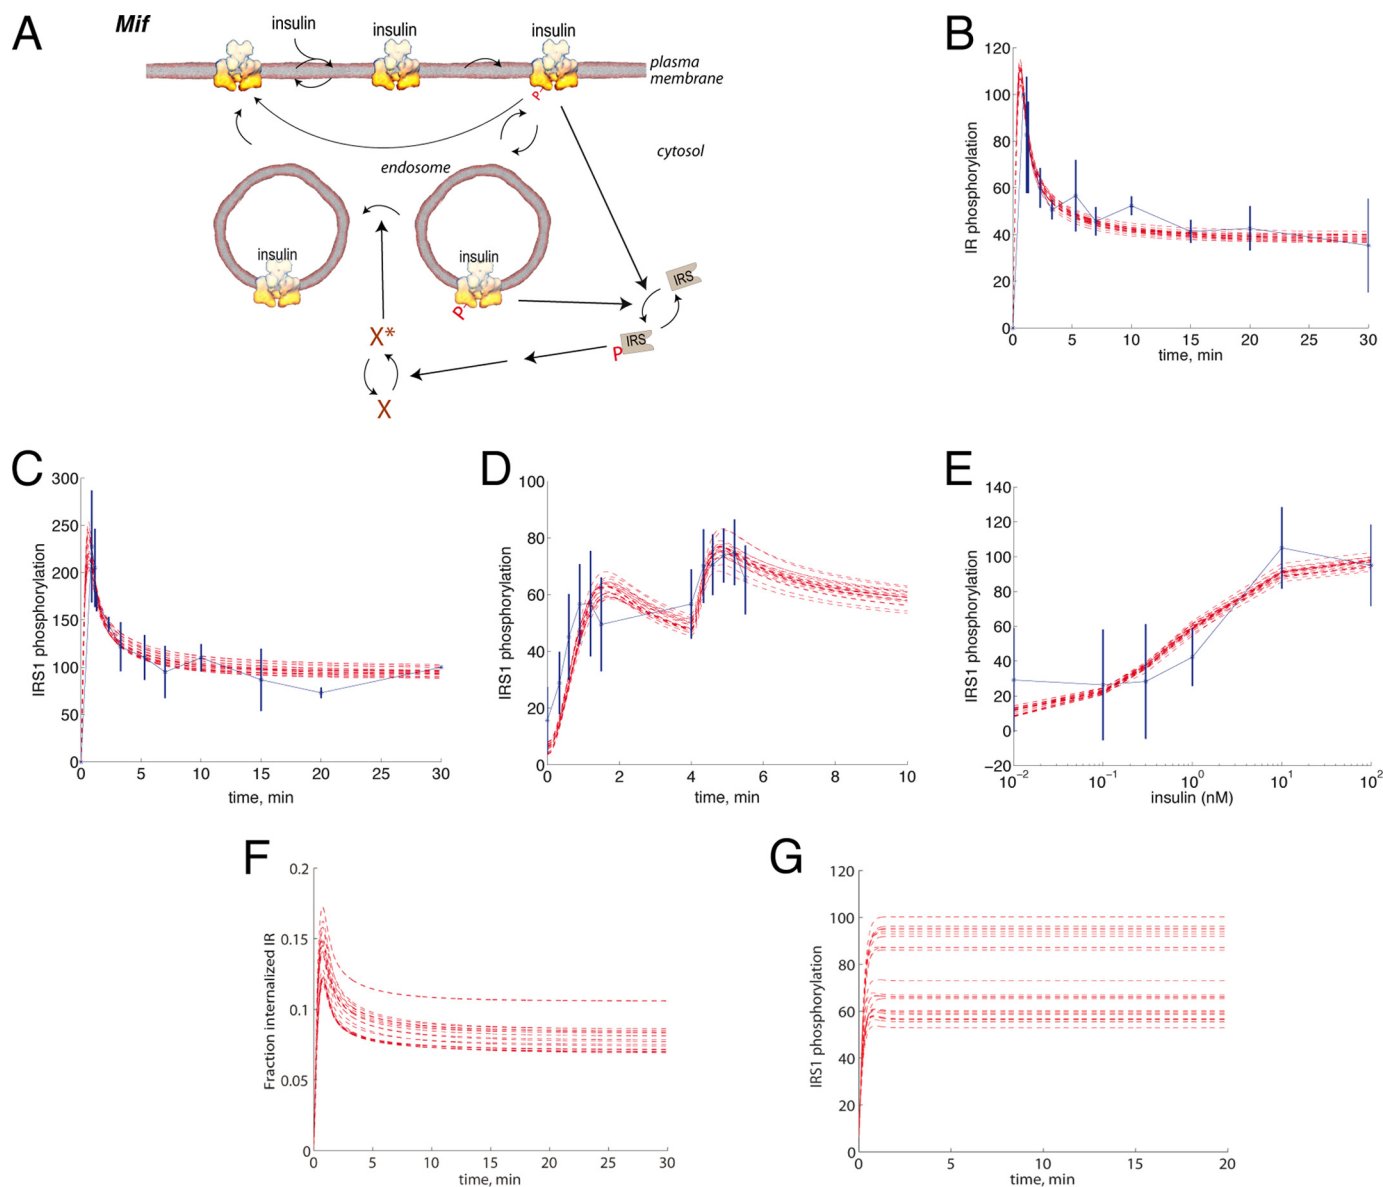 A
Mif
insulin
insulin
insulin
plasma
membrane
P
cytosol
endosome
insulin
insulin
P
IRS
IRS
P
X*
X
B
120
100
80
60
40
20
0
IR phosphorylation
0 5 10 15 20 25 30
time, min
C
300
250
200
150
100
50
0
IRS1 phosphorylation
0 5 10 15 20 25 30
time, min
D
100
80
60
40
20
0
IRS1 phosphorylation
0 2 4 6 8 10
time, min
E
140
120
100
80
60
40
20
0
−20
IRS1 phosphorylation
10⁻² 10⁻¹ 10⁰ 10¹ 10²
insulin (nM)
F
0.2
0.15
0.1
0.05
0
Fraction internalized IR
0 5 10 15 20 25 30
time, min
G
120
100
80
60
40
20
0
IRS1 phosphorylation
0 5 10 15 20
time, min